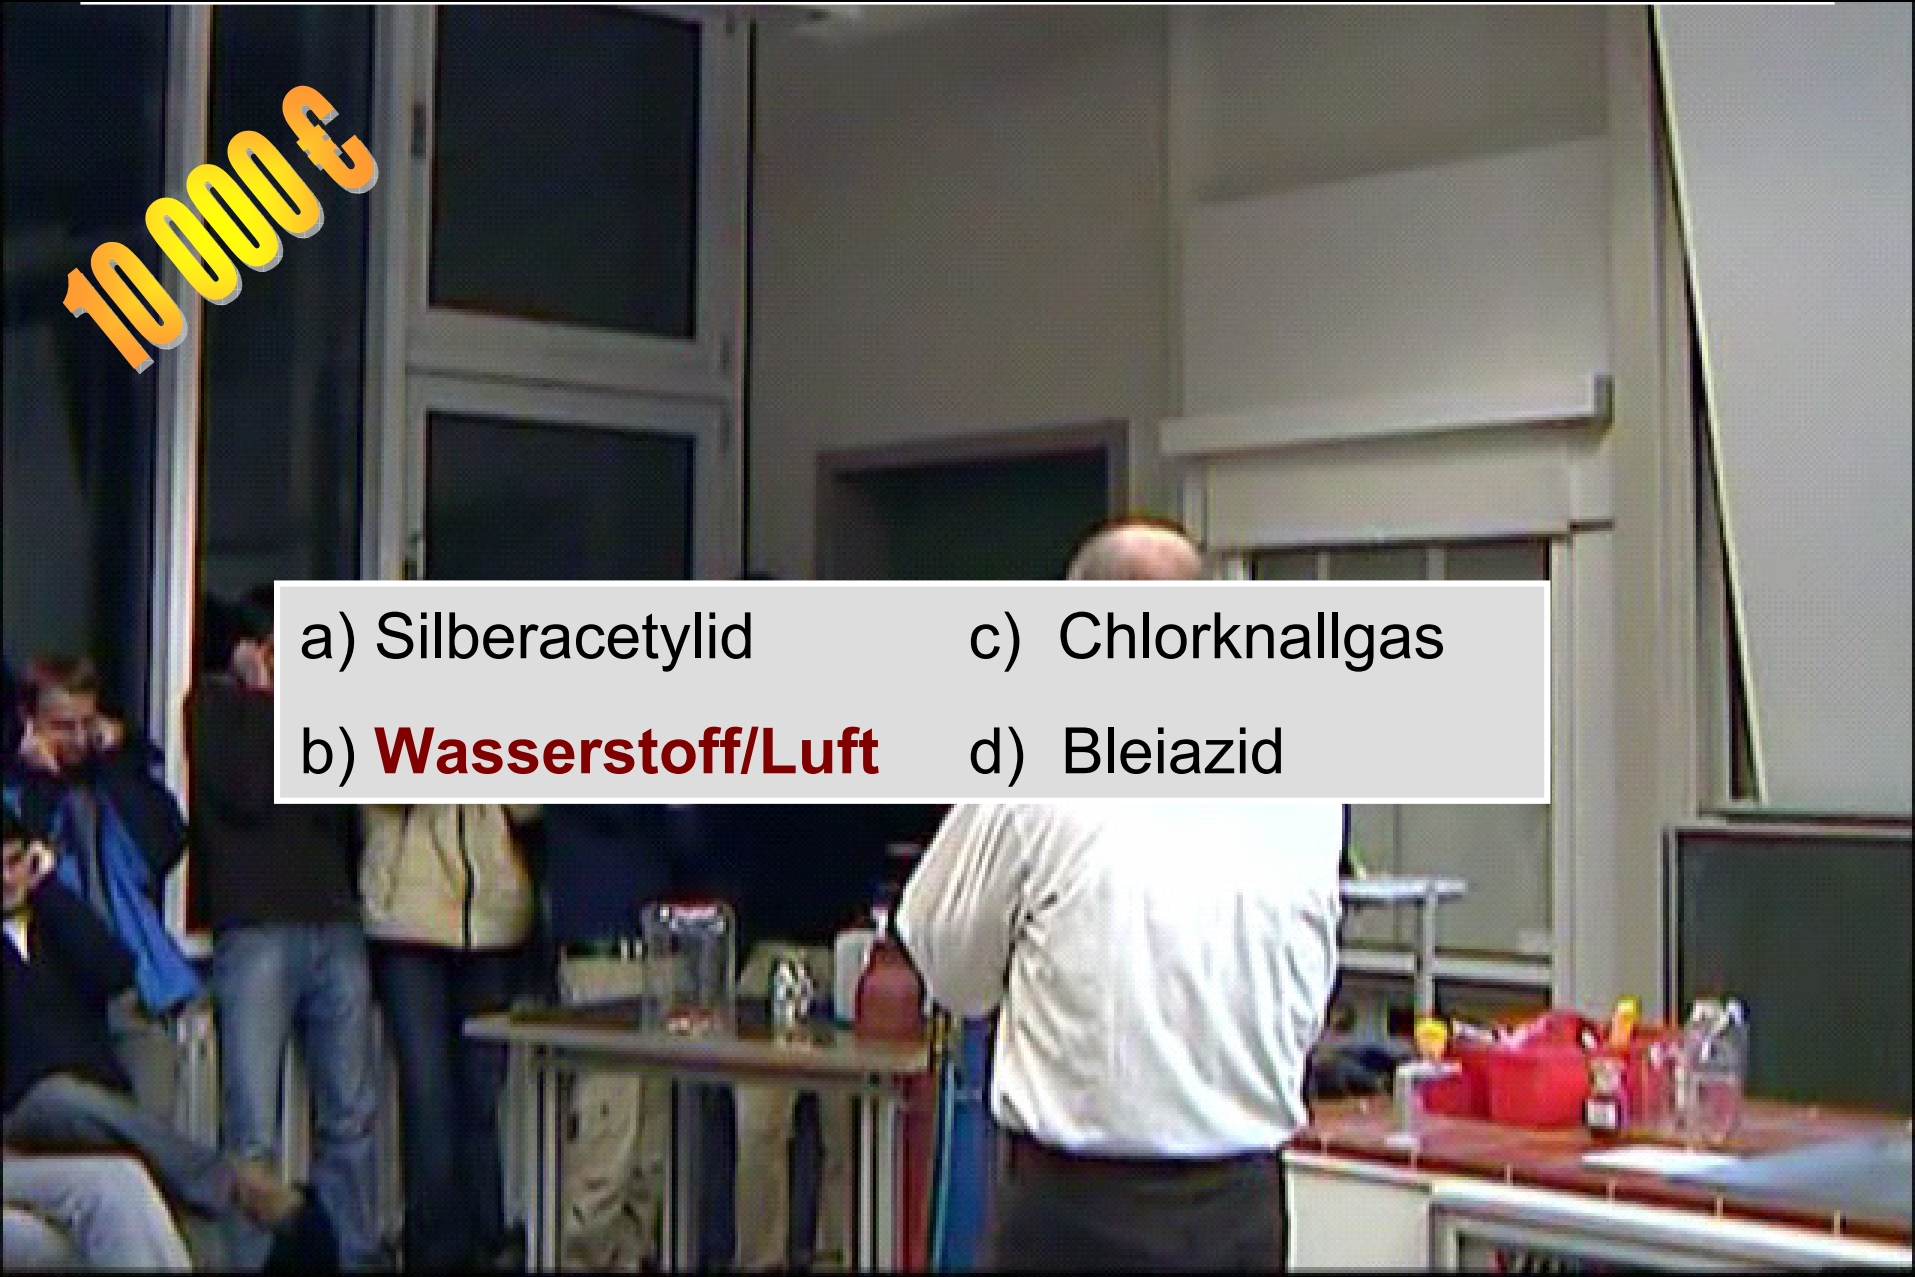 10 000 €
a) Silberacetylid c) Chlorknallgas
b) Wasserstoff/Luft d) Bleiazid